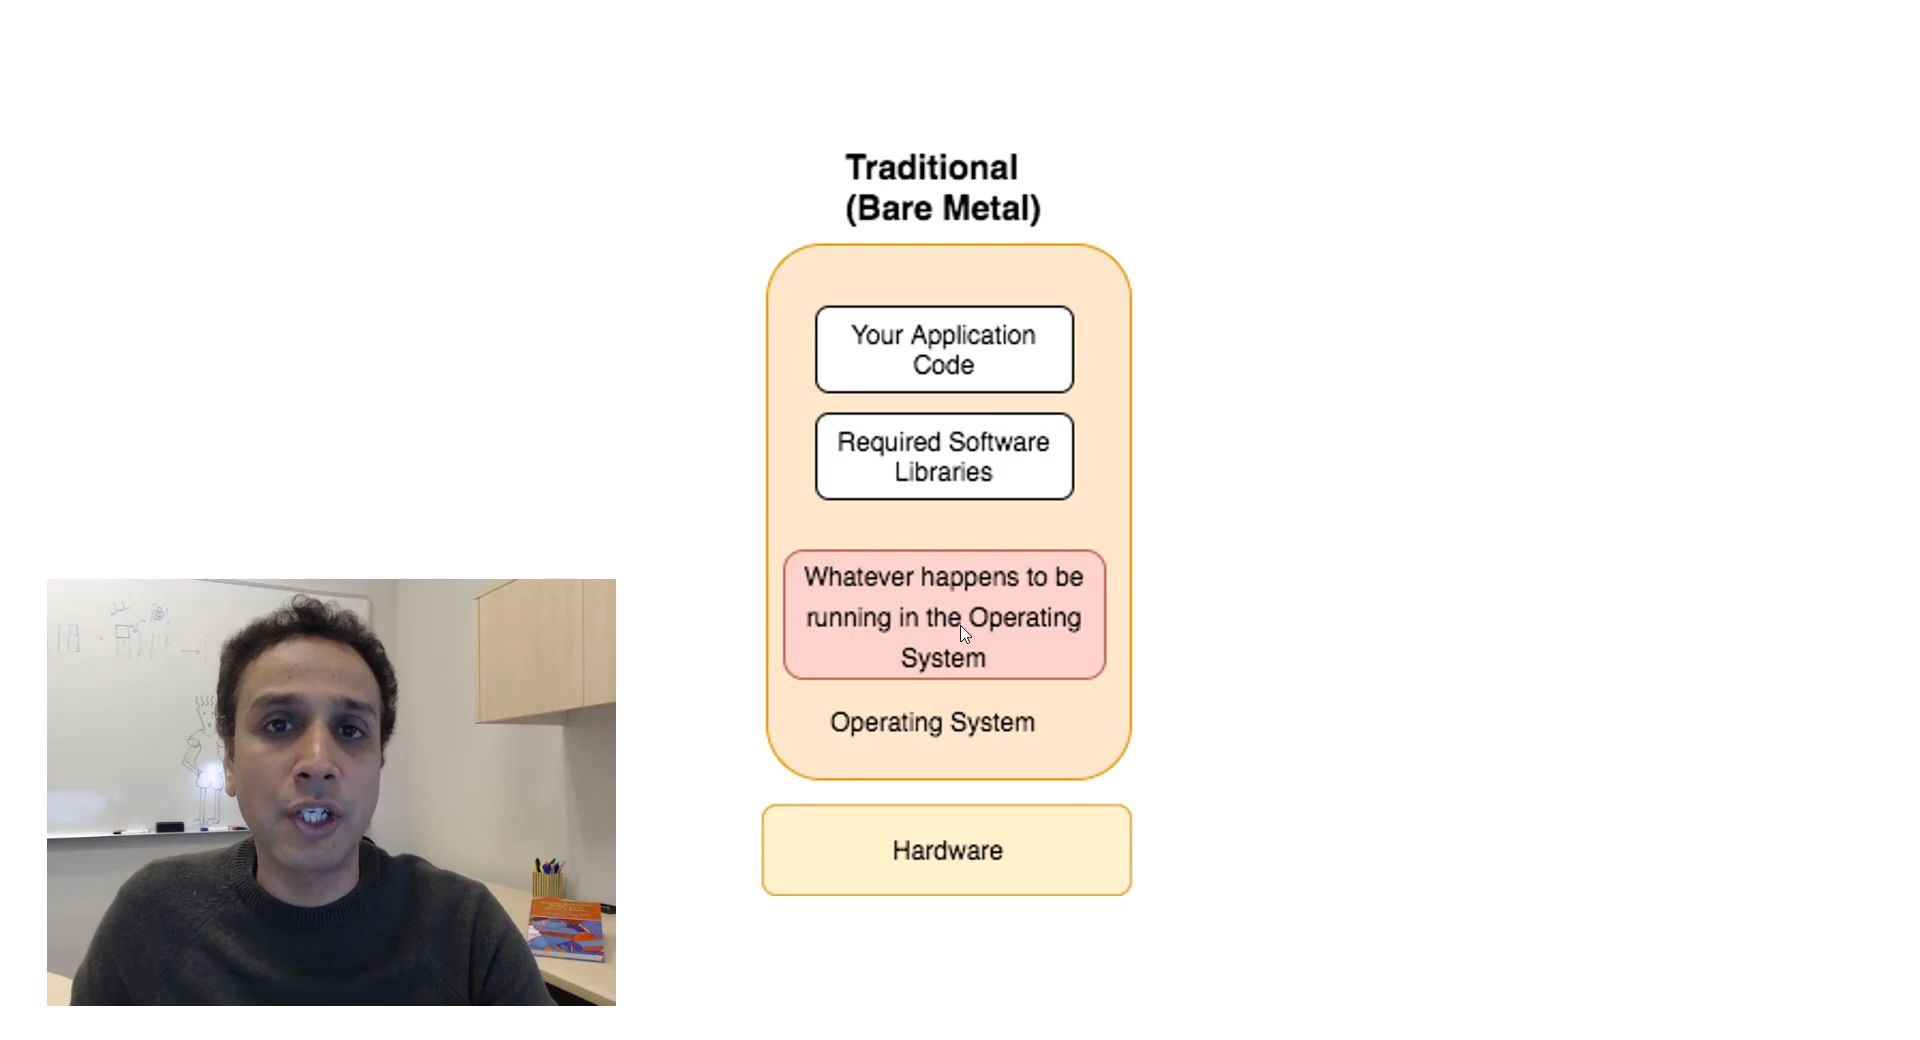 Traditional
(Bare Metal)
Your Application
Code
Required Software
Libraries
Whatever happens to be
running in the Operating
System
Operating System
Hardware